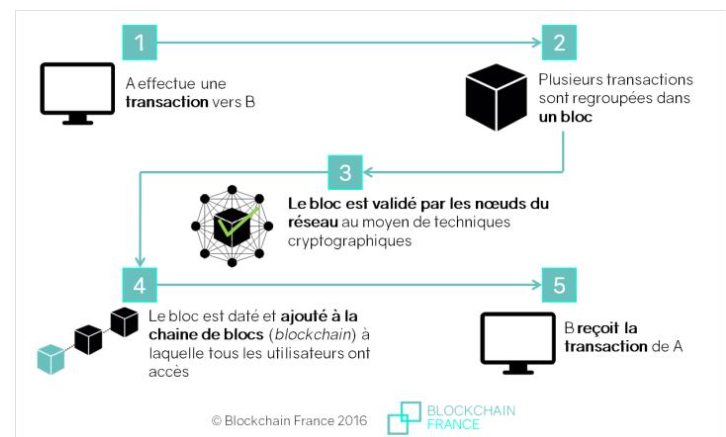 1
2
A effectue une
transaction vers B
Plusieurs transactions
sont regroupées dans
un bloc
3
Le bloc est validé par les nœuds du
réseau au moyen de techniques
cryptographiques
4
5
Le bloc est daté et ajouté à la
chaine de blocs (blockchain) à
laquelle tous les utilisateurs ont
accès
B reçoit la
transaction de A
© Blockchain France 2016
BLOCKCHAIN
FRANCE